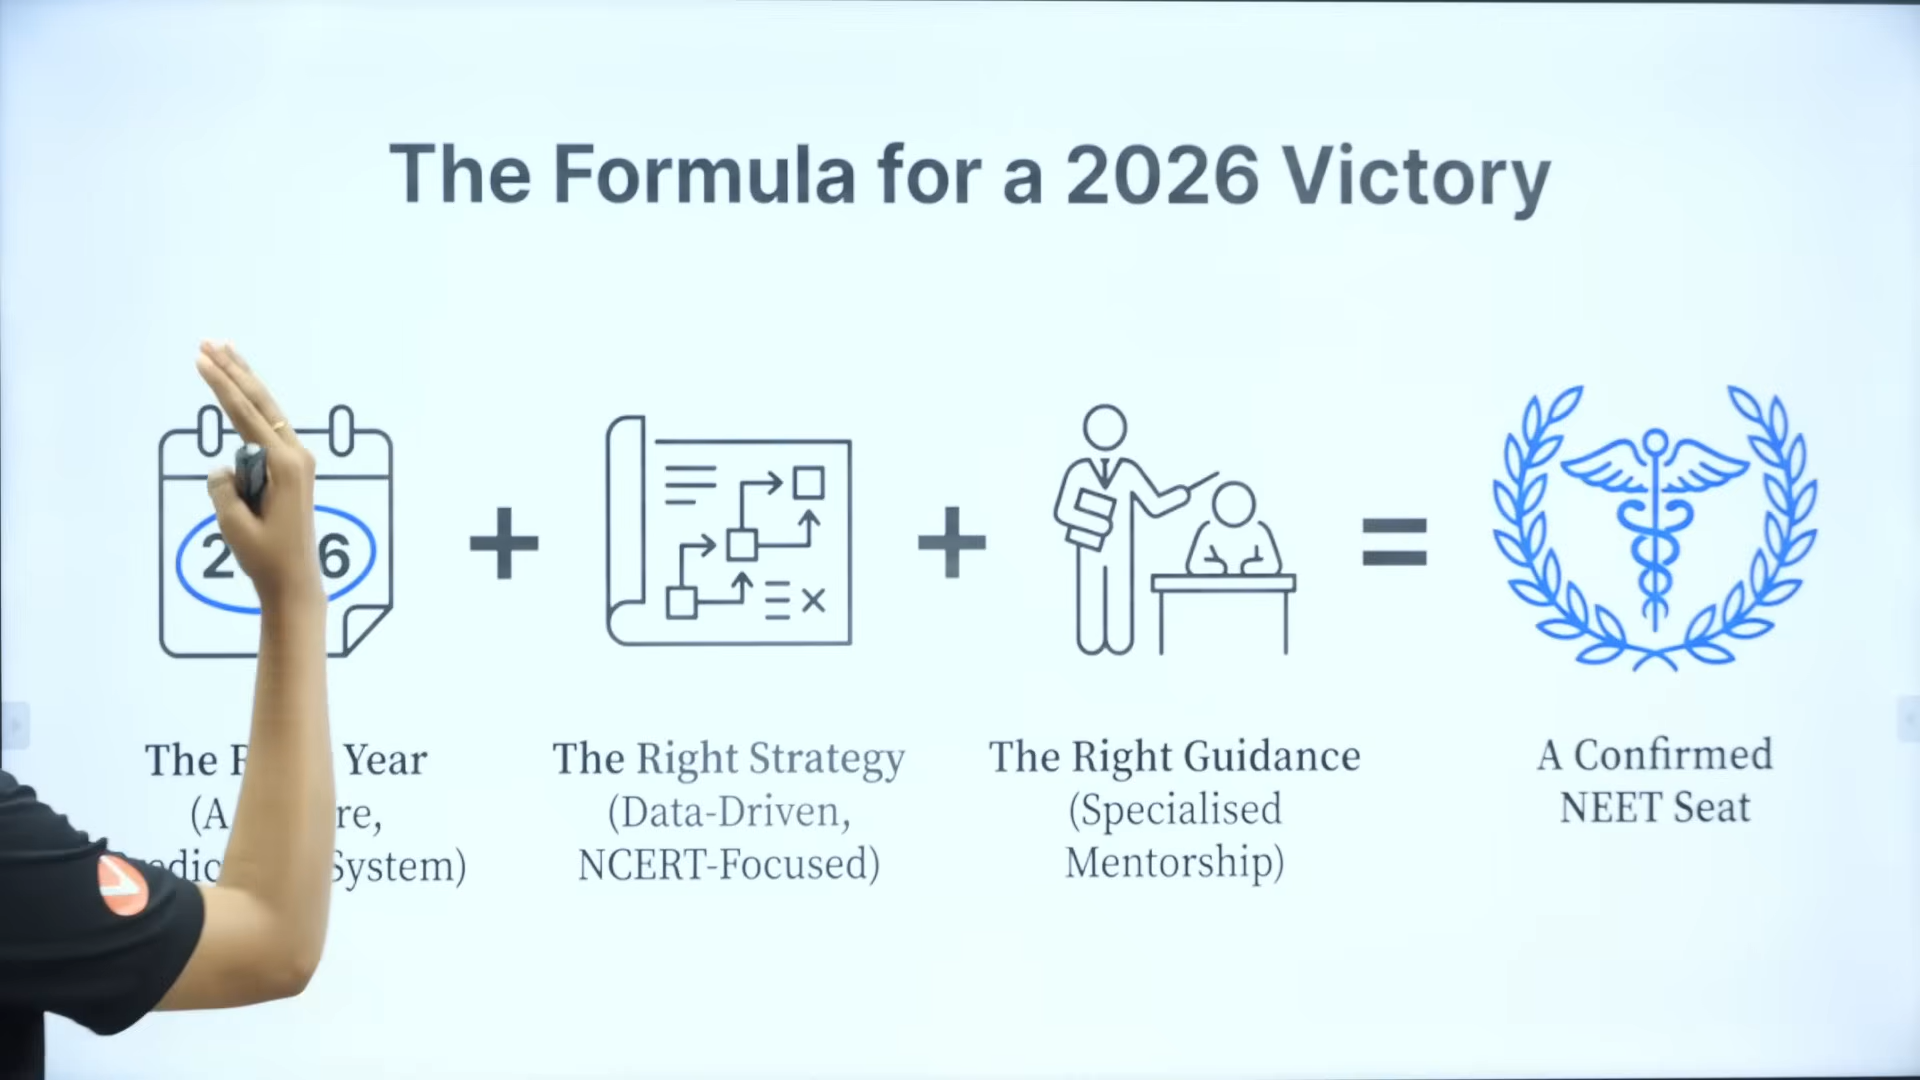 The Formula for a 2026 Victory
The Year
The Right Strategy
(Data-Driven,
NCERT-Focused)
The Right Guidance
(Specialised
Mentorship)
A Confirmed
NEET Seat
System)